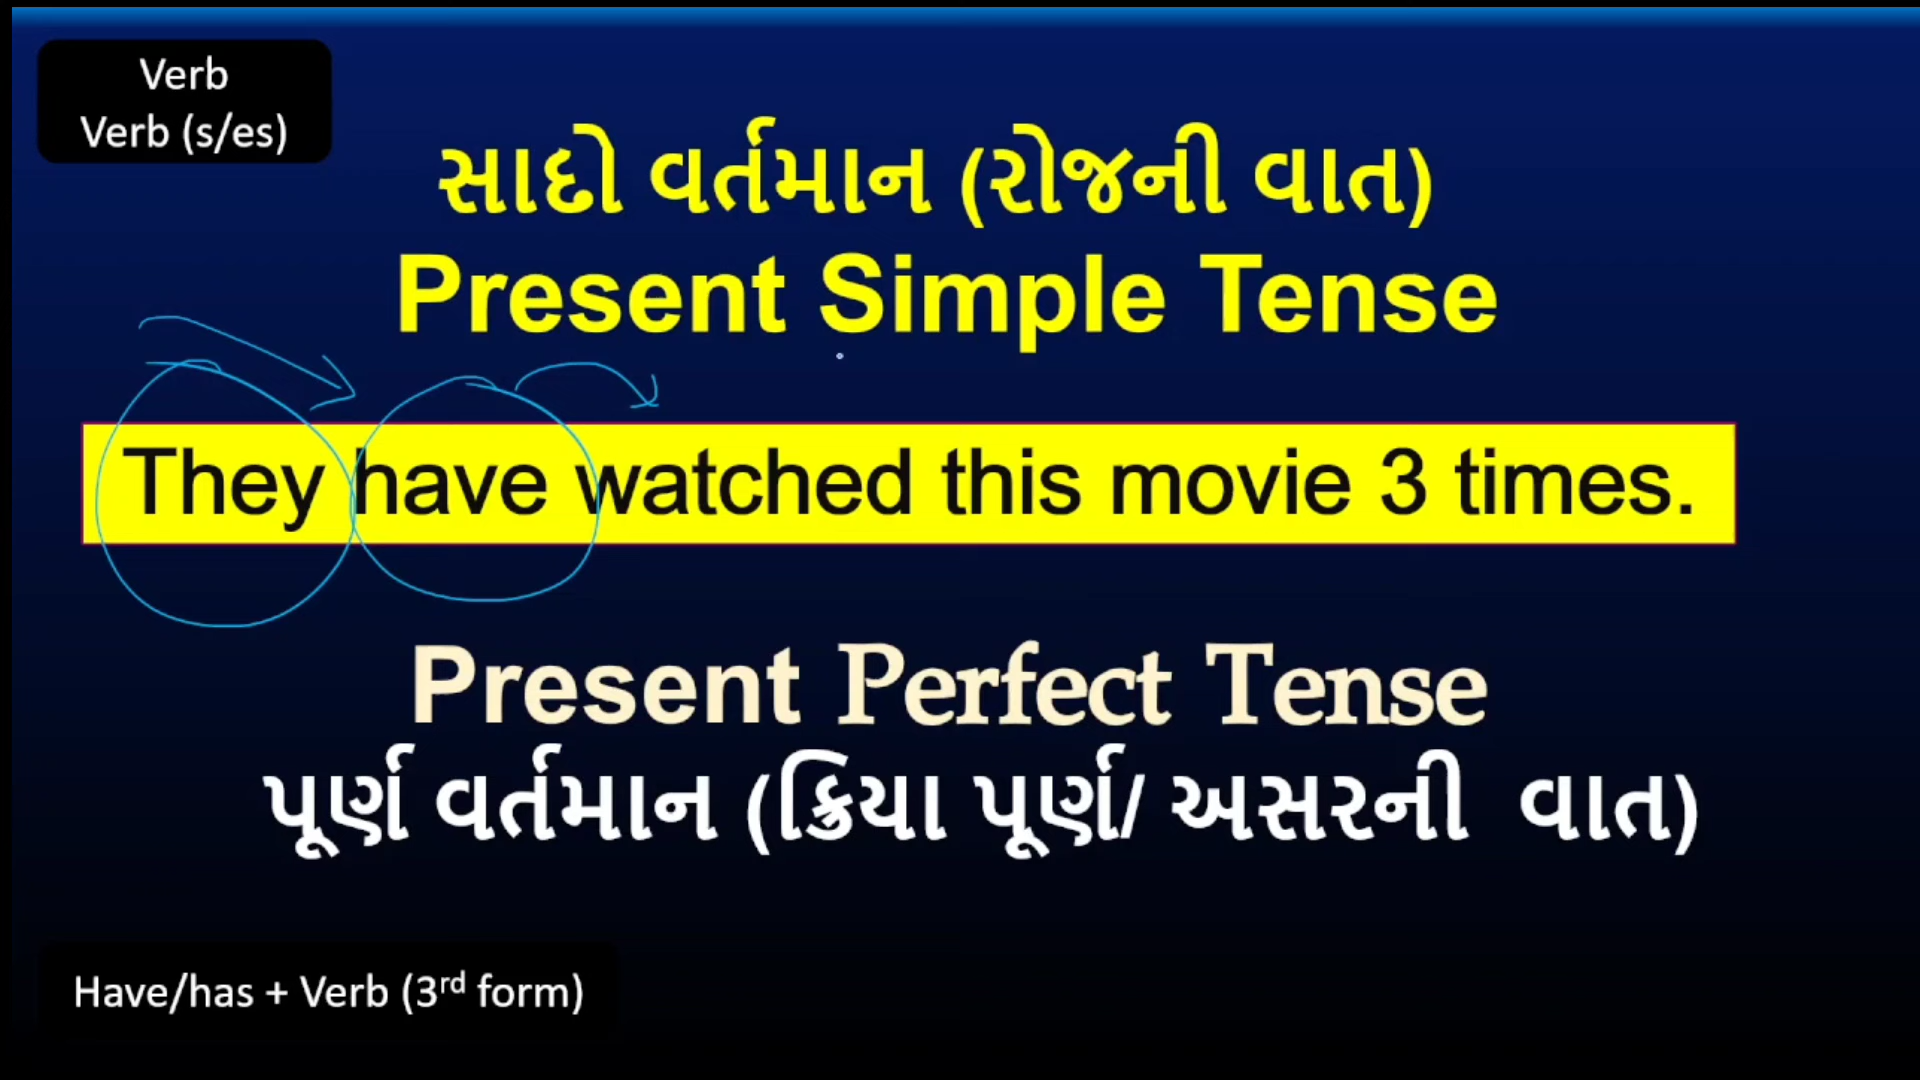 Verb
Verb (s/es)
સાદો વર્તમાન (રોજની વાત)
Present Simple Tense
They have watched this movie 3 times.
Present Perfect Tense
પૂર્ણ વર્તમાન (ક્રિયા પૂર્ણ/ અસરની વાત)
Have/has + Verb (3rd form)